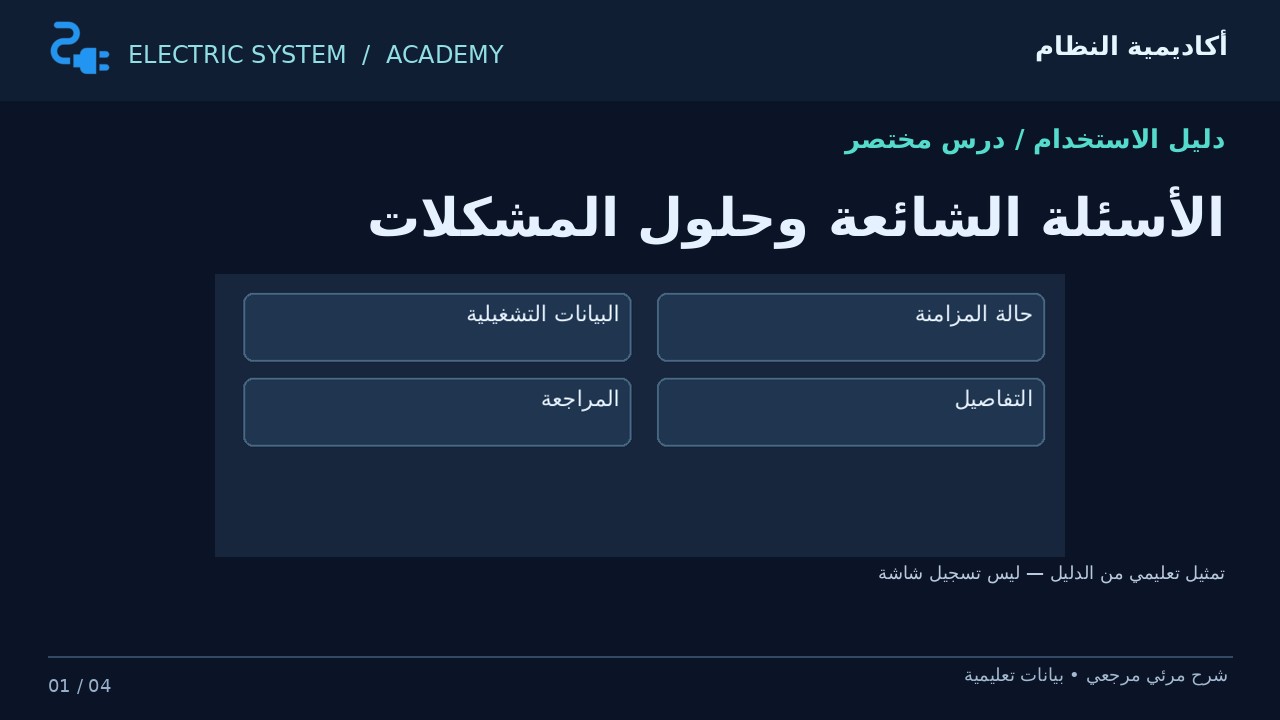 ELECTRIC SYSTEM / ACADEMY
أكاديمية النظام
دليل الاستخدام / درس مختصر
الأسئلة الشائعة وحلول المشكلات
حالة المزامنة
البيانات التشغيلية
التفاصيل
المراجعة
تمثيل تعليمي من الدليل — ليس تسجيل شاشة
شرح مرئي مرجعي • بيانات تعليمية
01 / 04